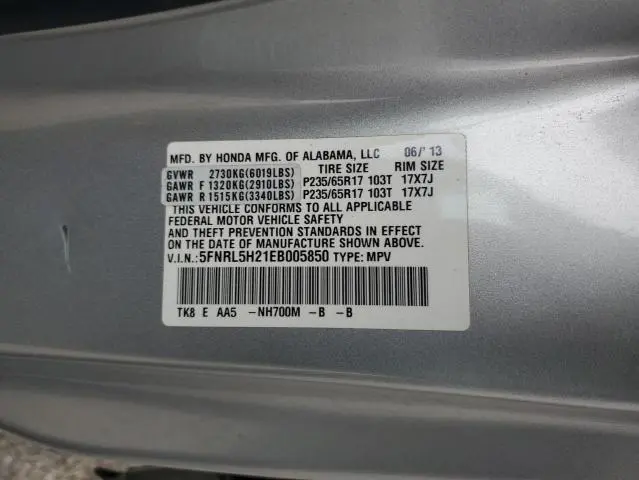 MFD. BY HONDA MFG. OF ALABAMA, LLC 06/'13
TIRE SIZE RIM SIZE
GVWR 2730KG(6019LBS)
GAWR F 1320KG(2910LBS) P235/65R17 103T 17X7J
GAWR R 1515KG(3340LBS) P235/65R17 103T 17X7J
THIS VEHICLE CONFORMS TO ALL APPLICABLE
FEDERAL MOTOR VEHICLE SAFETY
AND THEFT PREVENTION STANDARDS IN EFFECT
ON THE DATE OF MANUFACTURE SHOWN ABOVE.
V.I.N.:5FNRL5H21EB005850 TYPE: MPV
TK8 E AA5 -NH700M -B -B